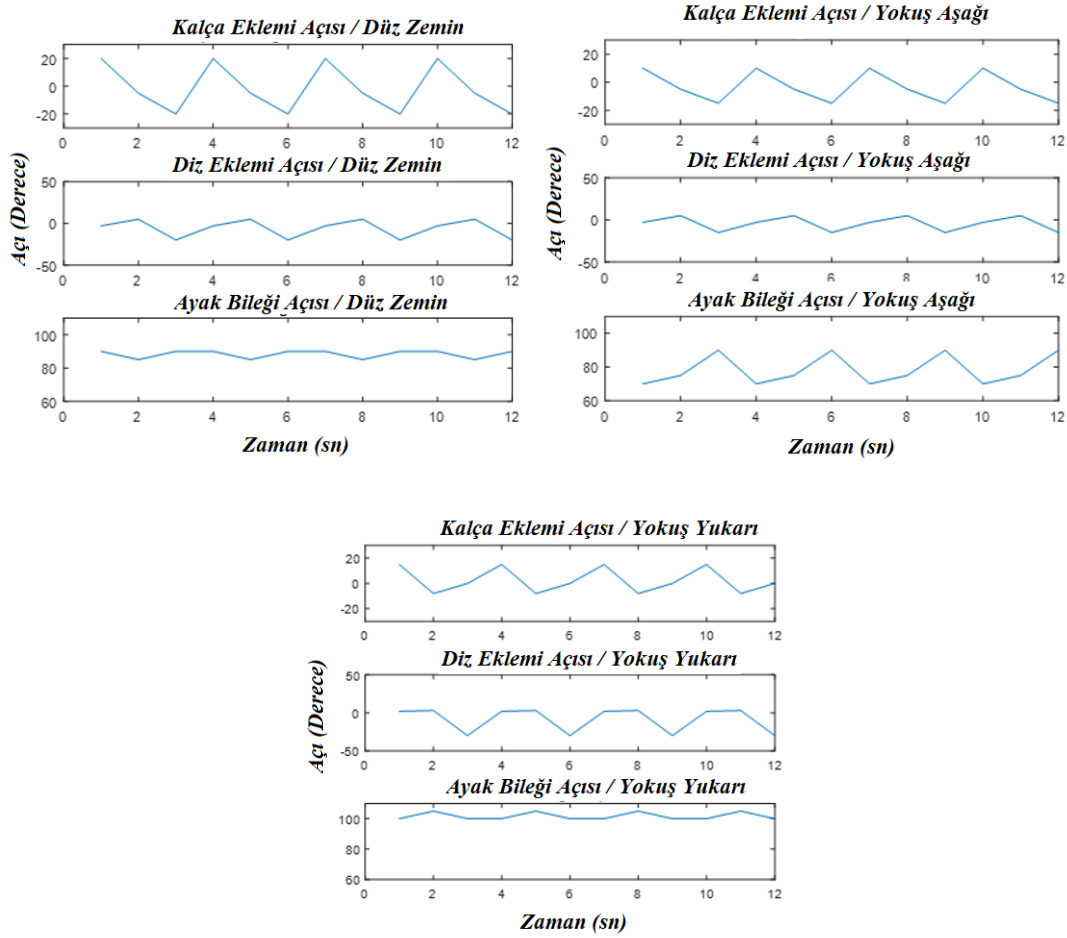 Kalça Eklemi Açısı / Düz Zemin
20
0
-20
0 2 4 6 8 10 12
Diz Eklemi Açısı / Düz Zemin
50
0
-50
0 2 4 6 8 10 12
Ayak Bileği Açısı / Düz Zemin
100
80
60
0 2 4 6 8 10 12
Açı (Derece)
Zaman (sn)
Kalça Eklemi Açısı / Yokuş Aşağı
20
0
-20
0 2 4 6 8 10 12
Diz Eklemi Açısı / Yokuş Aşağı
50
0
-50
0 2 4 6 8 10 12
Ayak Bileği Açısı / Yokuş Aşağı
100
80
60
0 2 4 6 8 10 12
Açı (Derece)
Zaman (sn)
Kalça Eklemi Açısı / Yokuş Yukarı
20
0
-20
0 2 4 6 8 10 12
Diz Eklemi Açısı / Yokuş Yukarı
50
0
-50
0 2 4 6 8 10 12
Ayak Bileği Açısı / Yokuş Yukarı
100
80
60
0 2 4 6 8 10 12
Açı (Derece)
Zaman (sn)